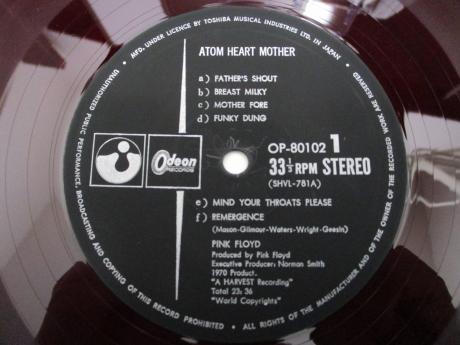 MFD. UNDER LICENCE BY TOSHIBA MUSICAL INDUSTRIES LTD. IN JAPAN
ALL RIGHTS OF THE MANUFACTURER AND OF THE OWNER OF THE RECORDED WORK RESERVED
UNAUTHORIZED PUBLIC PERFORMANCE, BROADCASTING AND COPYING OF THIS RECORD PROHIBITED
ATOM HEART MOTHER
a) FATHER'S SHOUT
b) BREAST MILKY
c) MOTHER FORE
d) FUNKY DUNG
Odeon
RECORDS
OP-80102 1
33 1/3 RPM STEREO
(SHVL-781A)
e) MIND YOUR THROATS PLEASE
f) REMERGENCE
(Mason-Gilmour-Waters-Wright-Geesin)
PINK FLOYD
Produced by Pink Floyd
Executive Producer: Norman Smith
1970 Product.
"A HARVEST Recording"
Total 23:36
"World Copyrights"